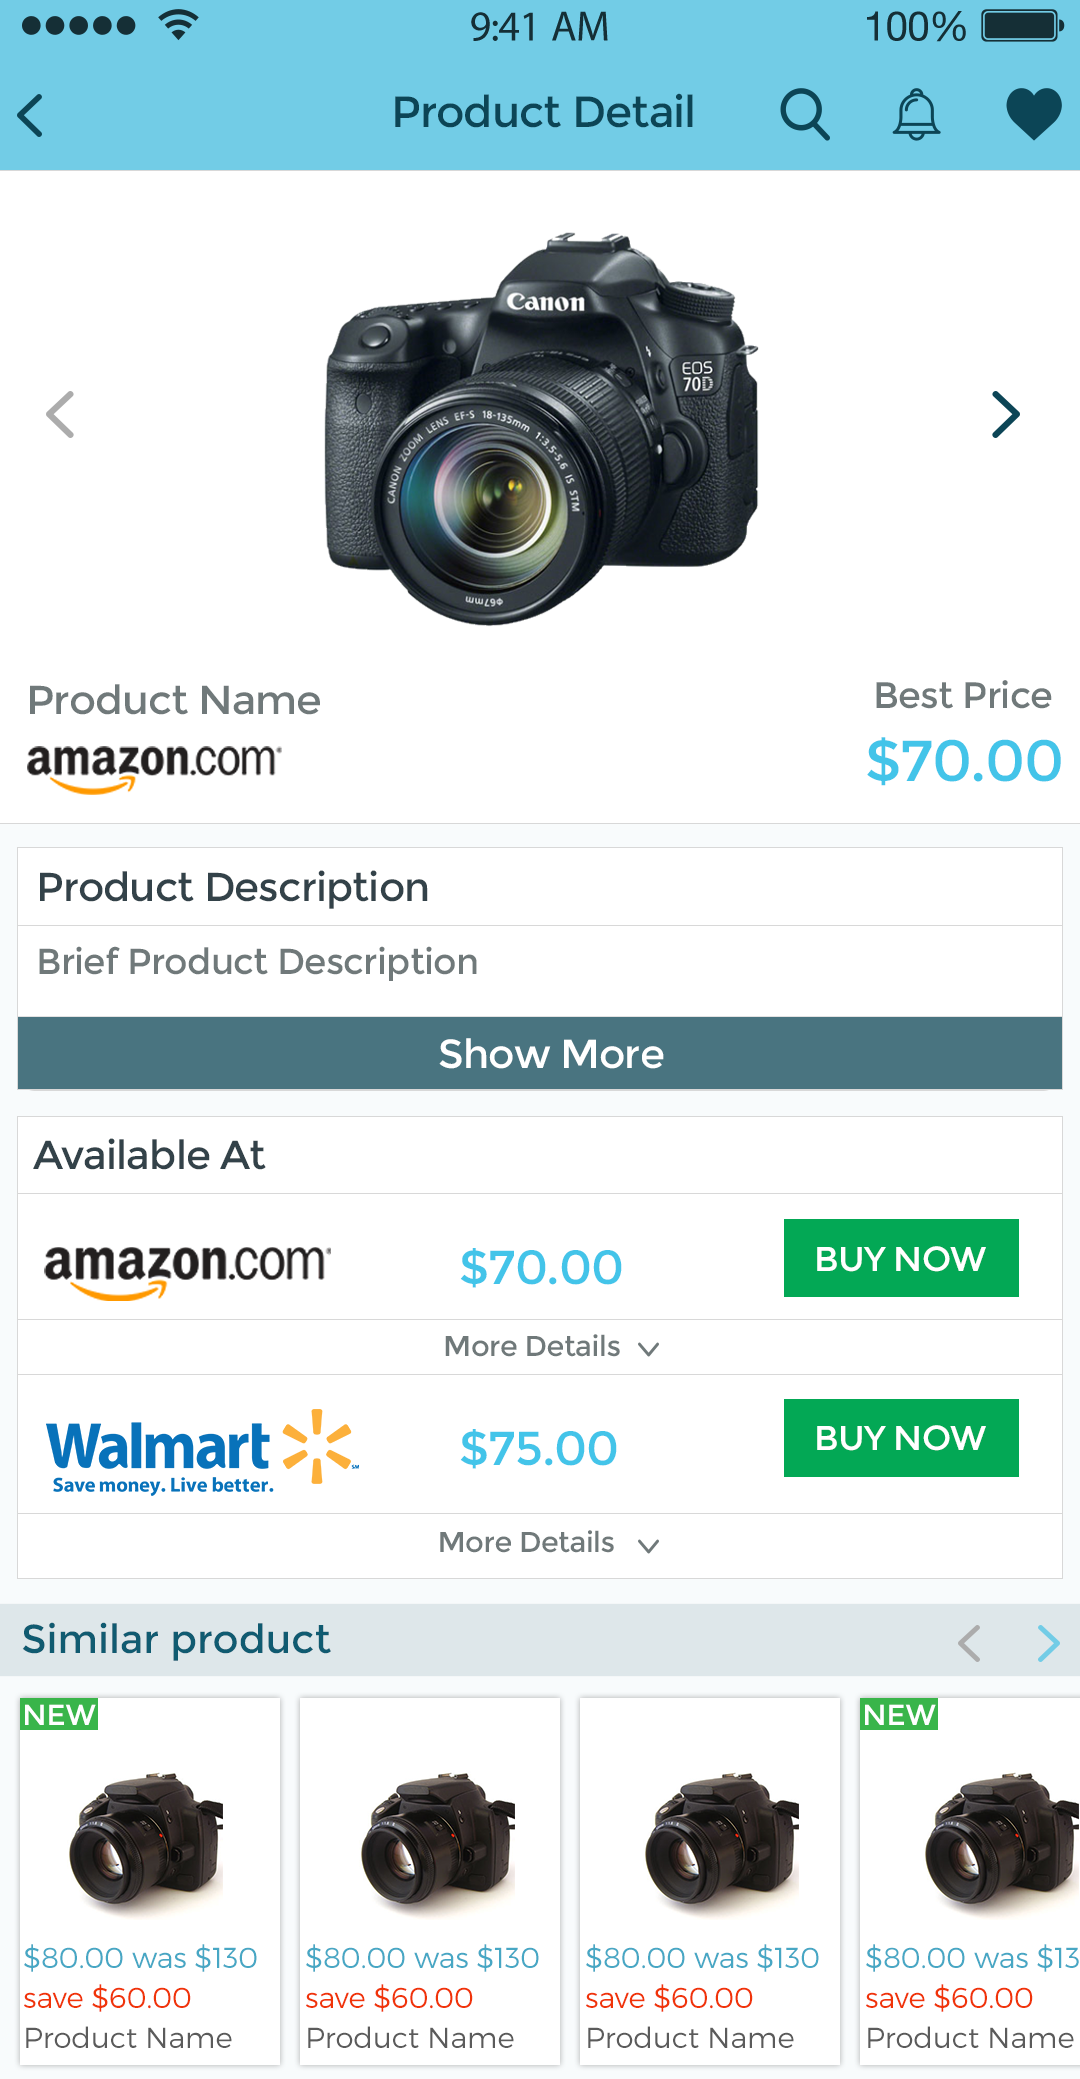 9:41 AM
100%
Product Detail
Canon
EOS
70D
CANON ZOOM LENS EF-S 18-135mm 1:3.5-5.6 IS STM
Φ67mm
Product Name
Best Price
amazon.com
$70.00
Product Description
Brief Product Description
Show More
Available At
amazon.com
$70.00
BUY NOW
More Details
Walmart
Save money. Live better.
SM
$75.00
BUY NOW
More Details
Similar product
NEW
NEW
$80.00 was $130
$80.00 was $130
$80.00 was $130
$80.00 was $13
save $60.00
save $60.00
save $60.00
save $60.00
Product Name
Product Name
Product Name
Product Name